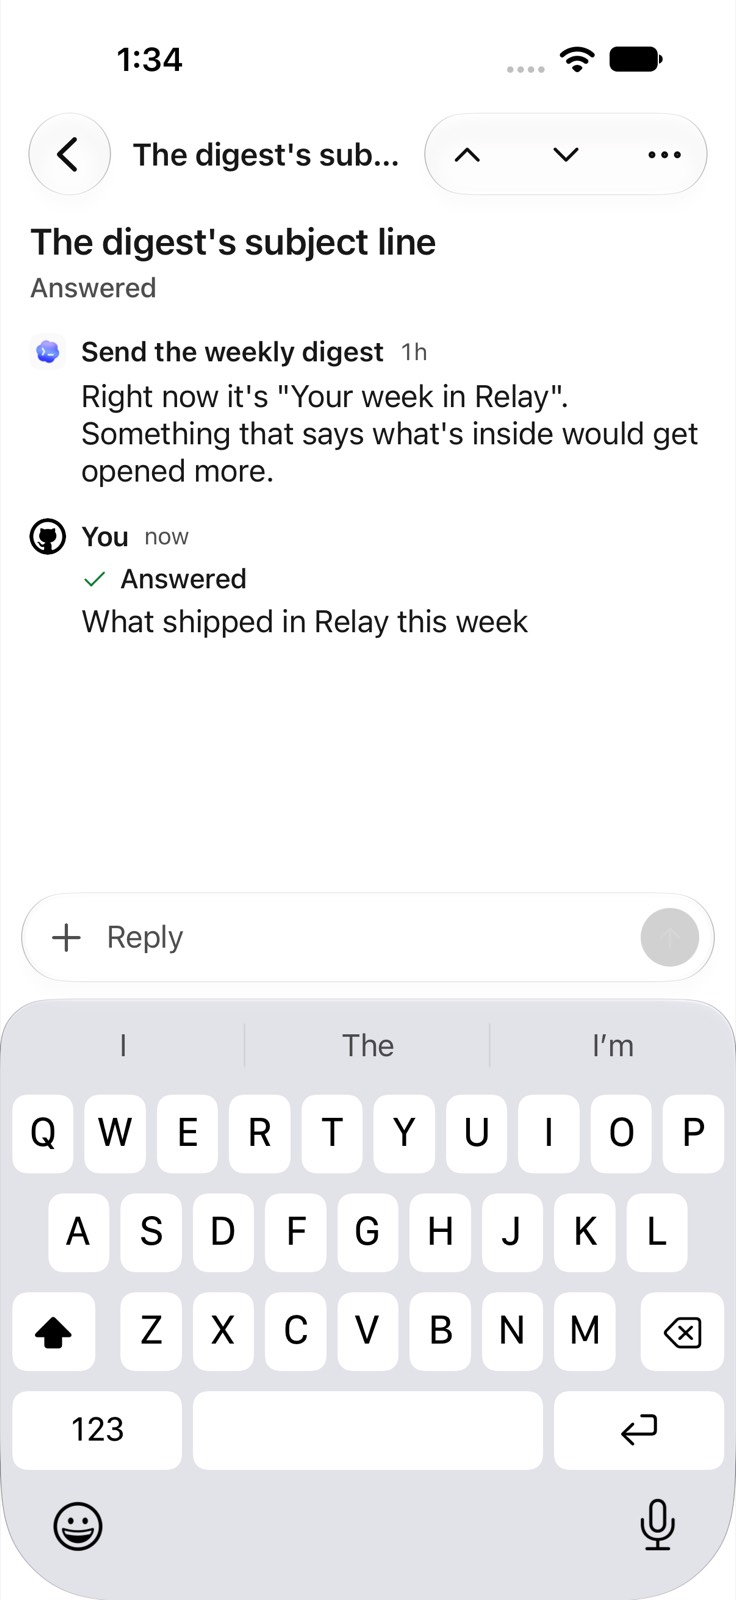 1:34
The digest's sub...
The digest's subject line
Answered
Send the weekly digest 1h
Right now it's "Your week in Relay".
Something that says what's inside would get
opened more.
You now
Answered
What shipped in Relay this week
Reply
I The I’m
Q W E R T Y U I O P
A S D F G H J K L
Z X C V B N M
123